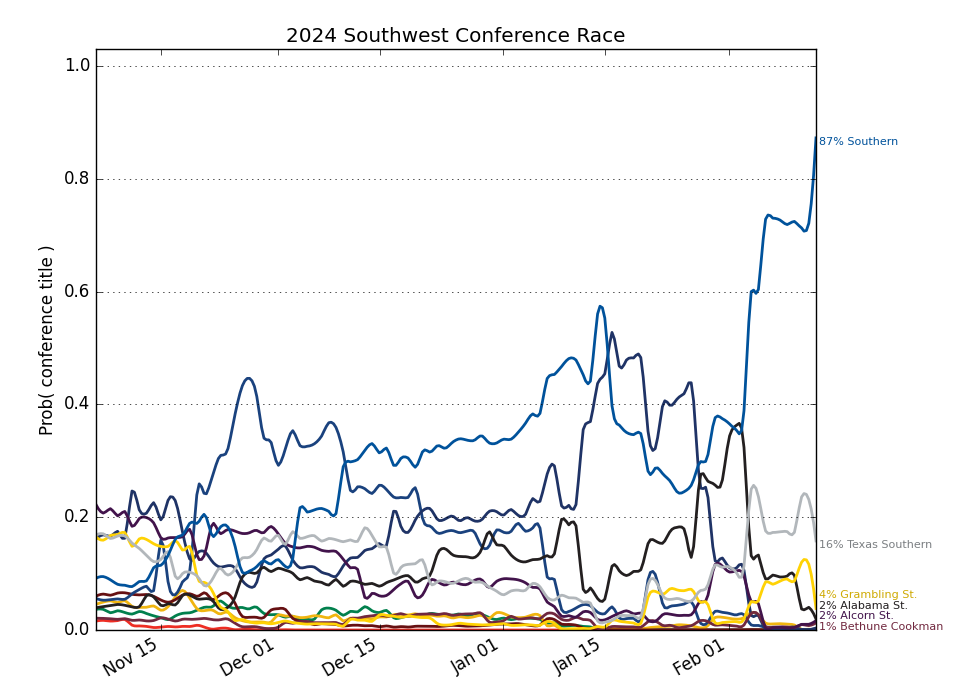 2024 Southwest Conference Race
Prob( conference title )
1.0
0.8
0.6
0.4
0.2
0.0
87% Southern
16% Texas Southern
4% Grambling St.
2% Alabama St.
2% Alcorn St.
1% Bethune Cookman
Nov 15
Dec 01
Dec 15
Jan 01
Jan 15
Feb 01